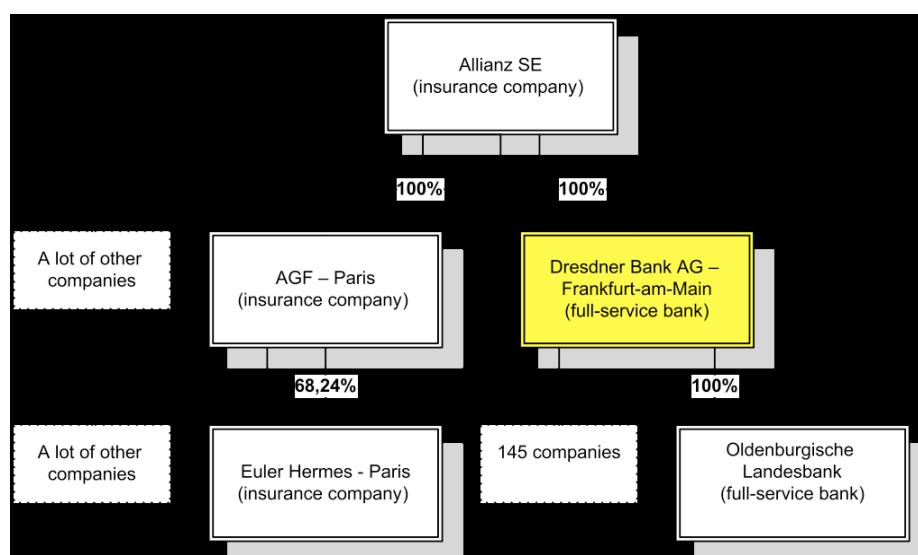 Allianz SE
(insurance company)
100%
100%
A lot of other
companies
AGF – Paris
(insurance company)
Dresdner Bank AG –
Frankfurt-am-Main
(full-service bank)
68,24%
100%
A lot of other
companies
Euler Hermes - Paris
(insurance company)
145 companies
Oldenburgische
Landesbank
(full-service bank)